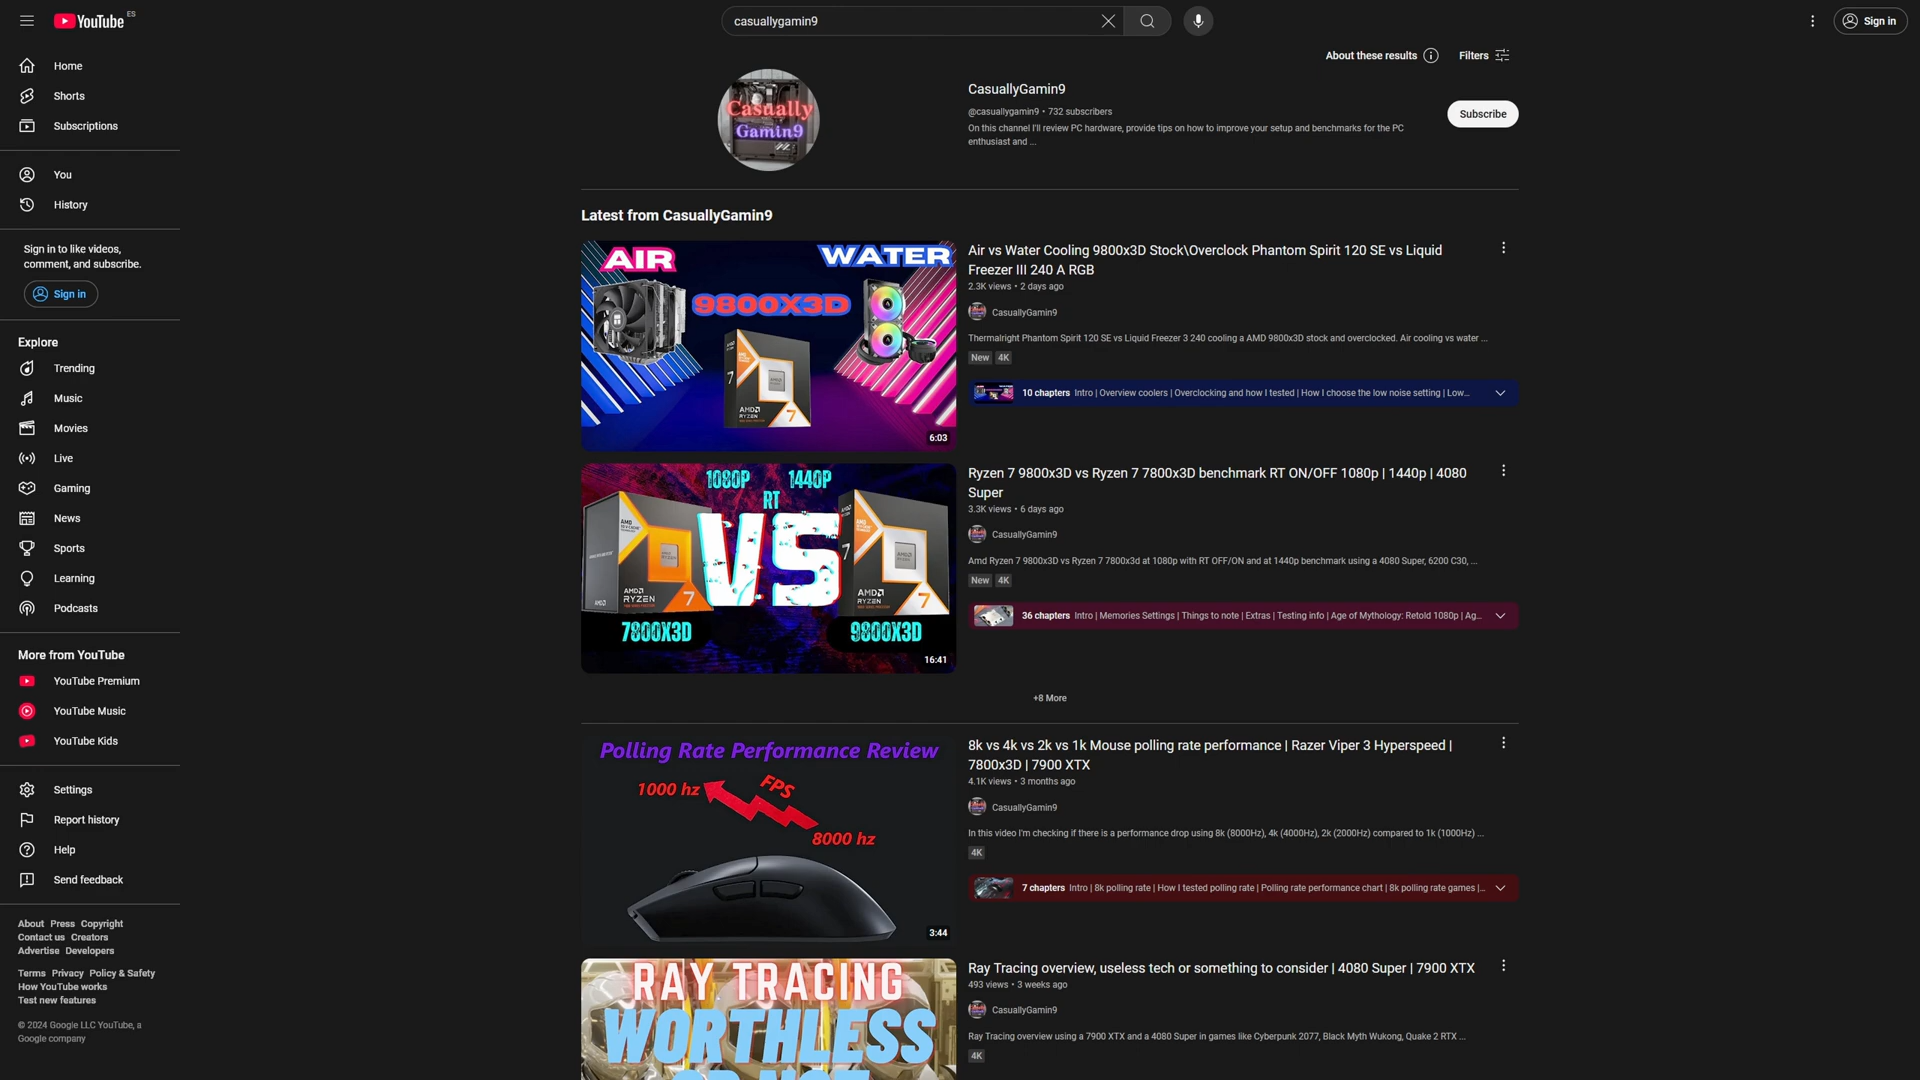 YouTube ES
casuallygamin9
Sign in
Home
Shorts
Subscriptions
You
History
Sign in to like videos,
comment, and subscribe.
Sign in
Explore
Trending
Music
Movies
Live
Gaming
News
Sports
Learning
Podcasts
More from YouTube
YouTube Premium
YouTube Music
YouTube Kids
Settings
Report history
Help
Send feedback
About Press Copyright
Contact us Creators
Advertise Developers
Terms Privacy Policy & Safety
How YouTube works
Test new features
© 2024 Google LLC YouTube, a
Google company
About these results
Filters
Casually
Gamin9
CasuallyGamin9
@casuallygamin9 • 732 subscribers
On this channel I'll review PC hardware, provide tips on how to improve your setup and benchmarks for the PC
enthusiast and ...
Subscribe
Latest from CasuallyGamin9
AIR
WATER
9800X3D
7
AMD
RYZEN
7
6:03
Air vs Water Cooling 9800x3D Stock\Overclock Phantom Spirit 120 SE vs Liquid
Freezer III 240 A RGB
2.3K views • 2 days ago
CasuallyGamin9
Thermalright Phantom Spirit 120 SE vs Liquid Freezer 3 240 cooling a AMD 9800x3D stock and overclocked. Air cooling vs water ...
New 4K
10 chapters Intro | Overview coolers | Overclocking and how I tested | How I choose the low noise setting | Low...
1080P
1440P
RT
VS
AMD
RYZEN
7
7
AMD
RYZEN
7
7800X3D
9800X3D
16:41
Ryzen 7 9800x3D vs Ryzen 7 7800x3D benchmark RT ON/OFF 1080p | 1440p | 4080
Super
3.3K views • 6 days ago
CasuallyGamin9
Amd Ryzen 7 9800x3D vs Ryzen 7 7800x3d at 1080p with RT OFF/ON and at 1440p benchmark using a 4080 Super, 6200 C30, ...
New 4K
36 chapters Intro | Memories Settings | Things to note | Extras | Testing info | Age of Mythology: Retold 1080p | Ag...
+8 More
Polling Rate Performance Review
1000 hz
FPS
8000 hz
3:44
8k vs 4k vs 2k vs 1k Mouse polling rate performance | Razer Viper 3 Hyperspeed |
7800x3D | 7900 XTX
4.1K views • 3 months ago
CasuallyGamin9
In this video I'm checking if there is a performance drop using 8k (8000Hz), 4k (4000Hz), 2k (2000Hz) compared to 1k (1000Hz) ...
4K
7 chapters Intro | 8k polling rate | How I tested polling rate | Polling rate performance chart | 8k polling rate games |...
RAY TRACING
WORTHLESS
OR NOT
Ray Tracing overview, useless tech or something to consider | 4080 Super | 7900 XTX
493 views • 3 weeks ago
CasuallyGamin9
Ray Tracing overview using a 7900 XTX and a 4080 Super in games like Cyberpunk 2077, Black Myth Wukong, Quake 2 RTX ...
4K